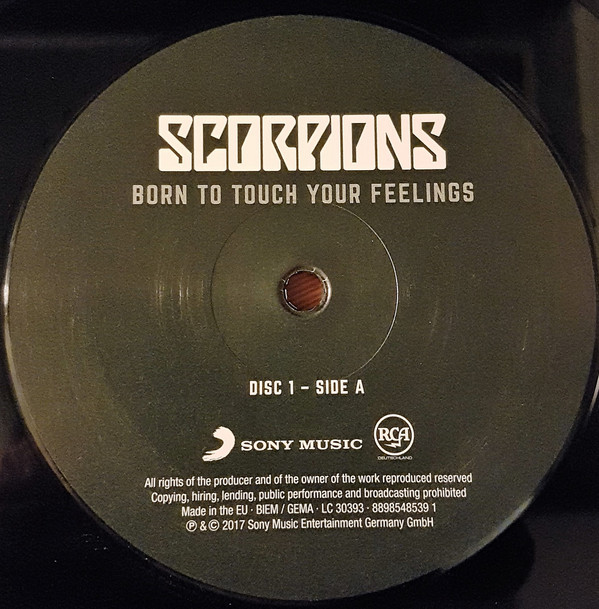 SCORPIONS
BORN TO TOUCH YOUR FEELINGS
DISC 1 – SIDE A
SONY MUSIC
RCA
DEUTSCHLAND
All rights of the producer and of the owner of the work reproduced reserved
Copying, hiring, lending, public performance and broadcasting prohibited
Made in the EU · BIEM / GEMA · LC 30393 · 8898548539 1
℗ & © 2017 Sony Music Entertainment Germany GmbH